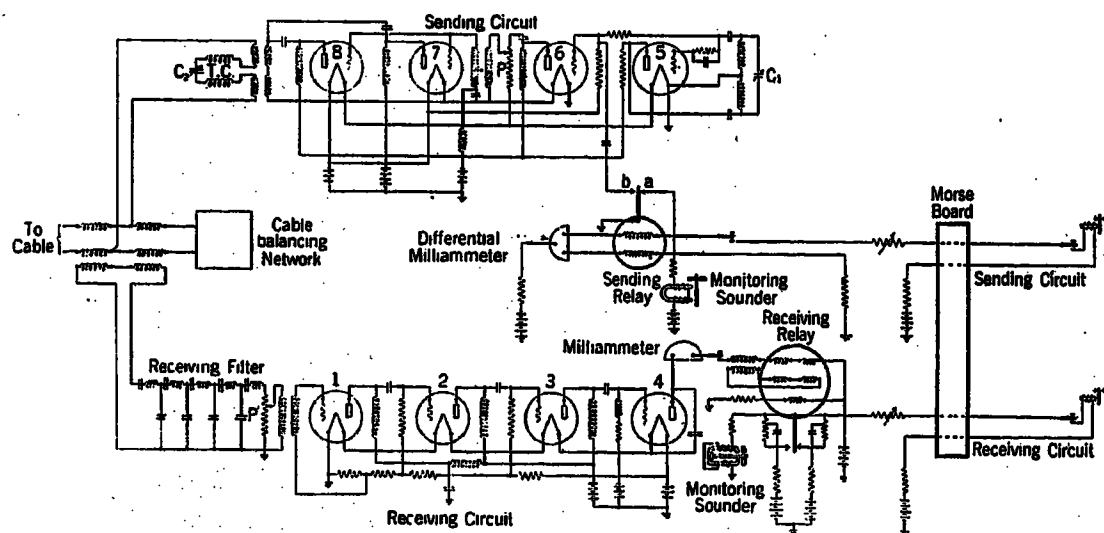 Sending Circuit
8
7
6
5
C₂
T.C.
P
C₁
b
a
To
Cable
Cable
balancing
Network
Differential
Milliammeter
Sending
Relay
Monitoring
Sounder
Morse
Board
Sending Circuit
Receiving
Relay
Milliammeter
Receiving Filter
P
1
2
3
4
Receiving Circuit
Monitoring
Sounder
Receiving Circuit